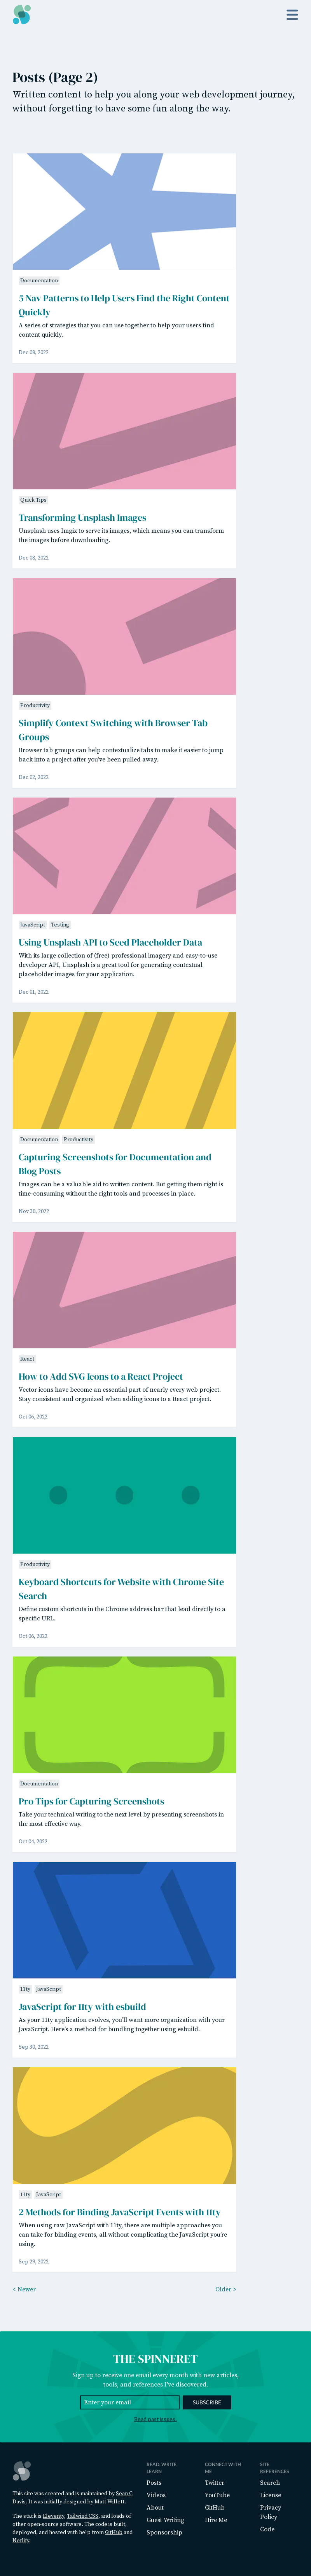 Posts (Page 2)
Written content to help you along your web development journey,
without forgetting to have some fun along the way.
Documentation
5 Nav Patterns to Help Users Find the Right Content
Quickly
A series of strategies that you can use together to help your users find
content quickly.
Dec 08, 2022
Quick Tips
Transforming Unsplash Images
Unsplash uses Imgix to serve its images, which means you can transform
the images before downloading.
Dec 08, 2022
Productivity
Simplify Context Switching with Browser Tab
Groups
Browser tab groups can help contextualize tabs to make it easier to jump
back into a project after you've been pulled away.
Dec 02, 2022
JavaScript Testing
Using Unsplash API to Seed Placeholder Data
With its large collection of (free) professional imagery and easy-to-use
developer API, Unsplash is a great tool for generating contextual
placeholder images for your application.
Dec 01, 2022
Documentation Productivity
Capturing Screenshots for Documentation and
Blog Posts
Images can be a valuable aid to written content. But getting them right is
time-consuming without the right tools and processes in place.
Nov 30, 2022
React
How to Add SVG Icons to a React Project
Vector icons have become an essential part of nearly every web project.
Stay consistent and organized when adding icons to a React project.
Oct 06, 2022
Productivity
Keyboard Shortcuts for Website with Chrome Site
Search
Define custom shortcuts in the Chrome address bar that lead directly to a
specific URL.
Oct 06, 2022
Documentation
Pro Tips for Capturing Screenshots
Take your technical writing to the next level by presenting screenshots in
the most effective way.
Oct 04, 2022
11ty JavaScript
JavaScript for 11ty with esbuild
As your 11ty application evolves, you'll want more organization with your
JavaScript. Here's a method for bundling together using esbuild.
Sep 30, 2022
11ty JavaScript
2 Methods for Binding JavaScript Events with 11ty
When using raw JavaScript with 11ty, there are multiple approaches you
can take for binding events, all without complicating the JavaScript you're
using.
Sep 29, 2022
< Newer
Older >
THE SPINNERET
Sign up to receive one email every month with new articles,
tools, and references I've discovered.
Enter your email
SUBSCRIBE
Read past issues.
This site was created and is maintained by Sean C
Davis. It was initially designed by Matt Willett.
The stack is Eleventy, Tailwind CSS, and loads of
other open-source software. The code is built,
deployed, and hosted with help from GitHub and
Netlify.
READ, WRITE,
LEARN
Posts
Videos
About
Guest Writing
Sponsorship
CONNECT WITH
ME
Twitter
YouTube
GitHub
Hire Me
SITE
REFERENCES
Search
License
Privacy
Policy
Code